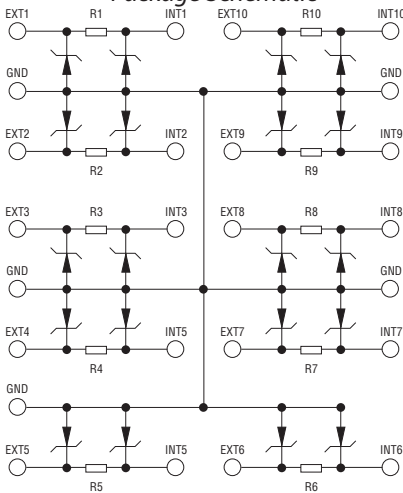 Package Schematic
EXT1 R1 INT1 EXT10 R10 INT10
GND GND
EXT2 INT2 EXT9 INT9
R2 R9
EXT3 R3 INT3 EXT8 R8 INT8
GND GND
EXT4 INT5 EXT7 INT7
R4 R7
GND
EXT5 INT5 EXT6 INT6
R5 R6